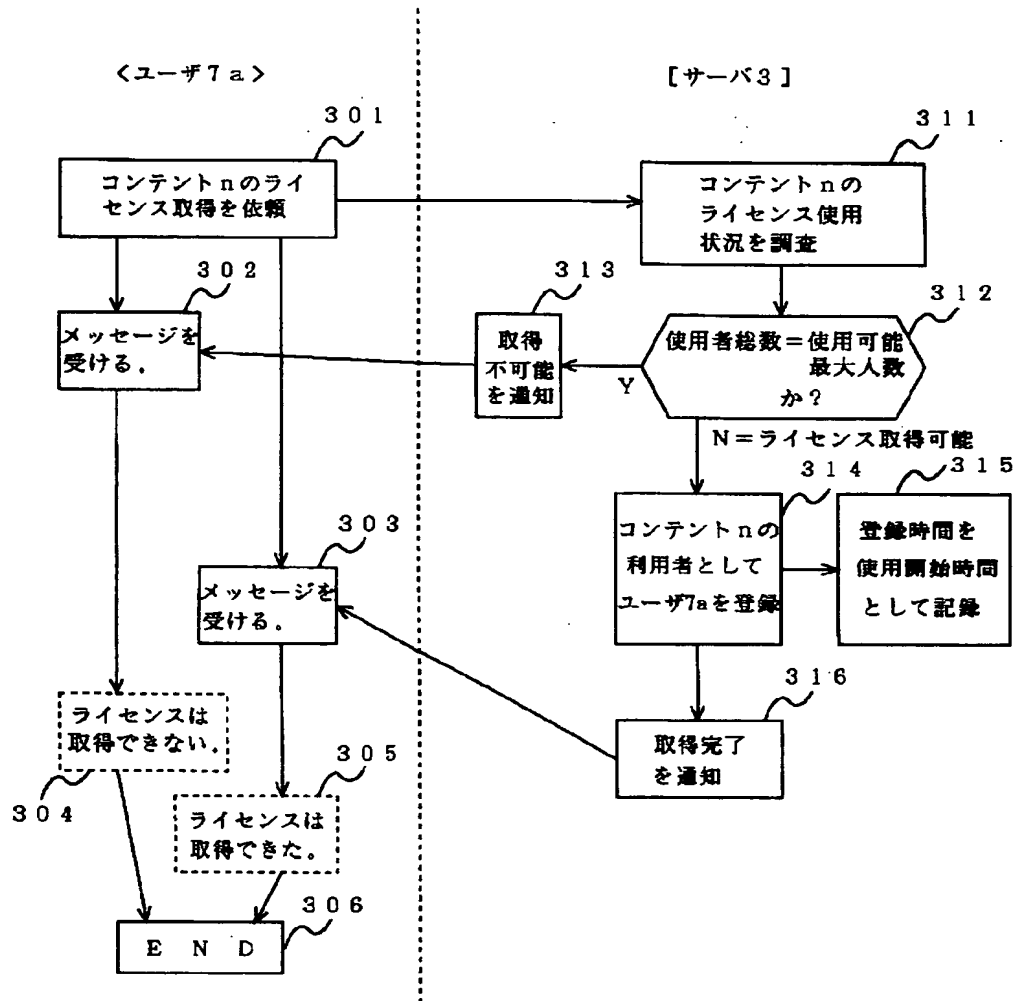 <ユーザ7a>
[サーバ3]
301
コンテントnのライ
センス取得を依頼
311
コンテントnの
ライセンス使用
状況を調査
302
メッセージを
受ける.
313
取得
不可能
を通知
312
使用者総数=使用可能
最大人数
か?
Y
N=ライセンス取得可能
314
コンテントnの
利用者として
ユーザ7aを登録
315
登録時間を
使用開始時間
として記録
303
メッセージを
受ける。
316
取得完了
を通知
ライセンスは
取得できない.
304
305
ライセンスは
取得できた。
306
END